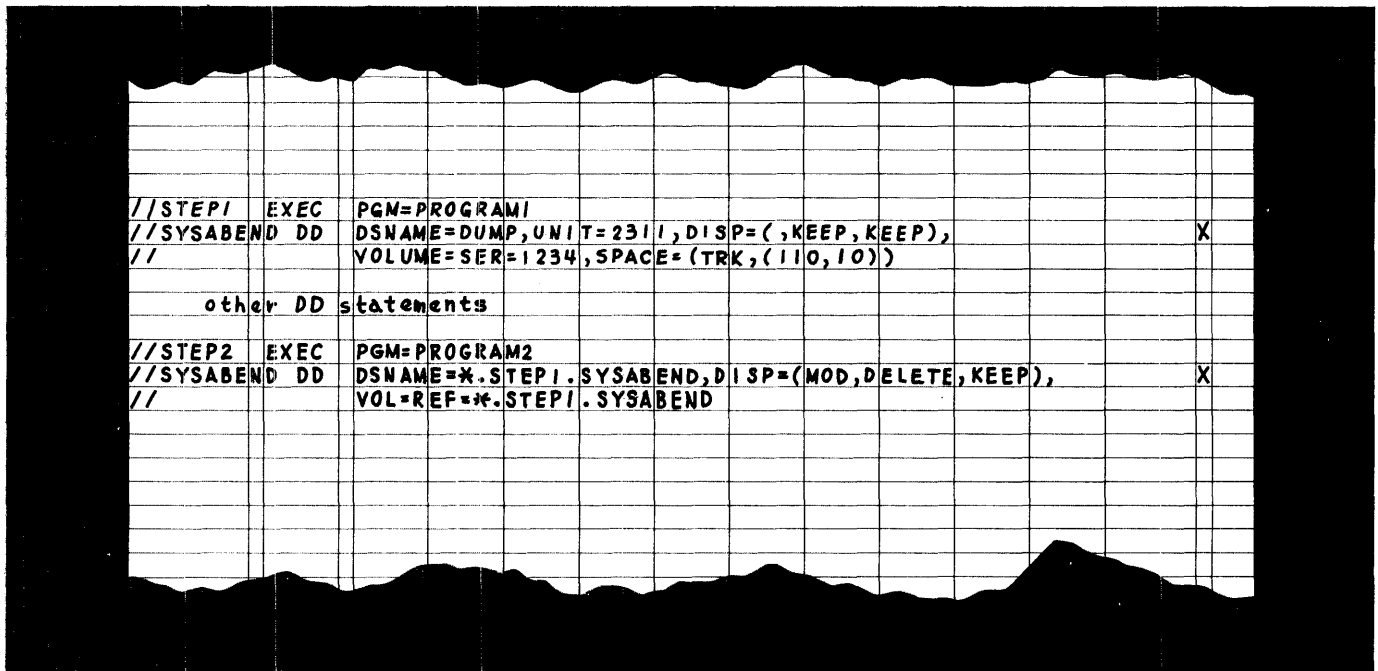 //STEP1 EXEC PGM=PROGRAM1
//SYSABEND DD DSNAME=DUMP,UNIT=2311,DISP=(,KEEP,KEEP), X
// VOLUME=SER=1234,SPACE=(TRK,(110,10))
other DD statements
//STEP2 EXEC PGM=PROGRAM2
//SYSABEND DD DSNAME=*.STEP1.SYSABEND,DISP=(MOD,DELETE,KEEP), X
// VOL=REF=*.STEP1.SYSABEND